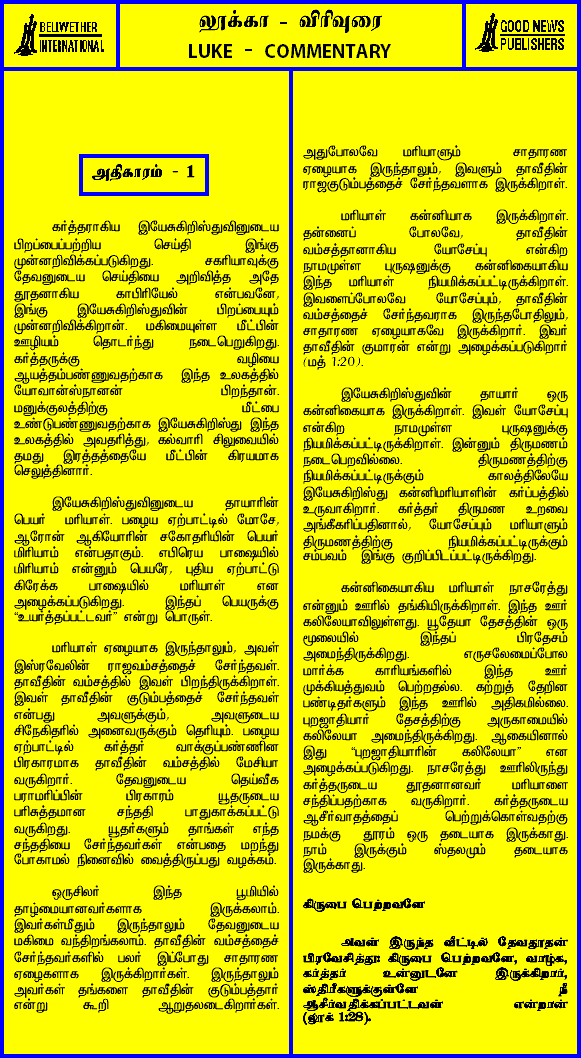 BELLWETHER
INTERNATIONAL
லூக்கா - விரிவுரை
LUKE - COMMENTARY
GOOD NEWS
PUBLISHERS
அதிகாரம் - 1
கர்த்தராகிய இயேசுகிறிஸ்துவினுடைய
பிறப்பைப்பற்றிய செய்தி இங்கு
முன்னறிவிக்கப்படுகிறது. சகரியாவுக்கு
தேவனுடைய செய்தியை அறிவித்த அதே
தூதனாகிய காபிரியேல் என்பவனே,
இங்கு இயேசுகிறிஸ்துவின் பிறப்பையும்
முன்னறிவிக்கிறான். மகிமையுள்ள மீட்பின்
ஊழியம் தொடர்ந்து நடைபெறுகிறது.
கர்த்தருக்கு வழியை
ஆயத்தம்பண்ணுவதற்காக இந்த உலகத்தில்
யோவான்ஸ்நானன் பிறந்தான்.
மனுக்குலத்திற்கு மீட்பை
உண்டுபண்ணுவதற்காக இயேசுகிறிஸ்து இந்த
உலகத்தில் அவதரித்து, கல்வாரி சிலுவையில்
தமது இரத்தத்தையே மீட்பின் கிரயமாக
செலுத்தினார்.
இயேசுகிறிஸ்துவினுடைய தாயாரின்
பெயர் மரியாள். பழைய ஏற்பாட்டில் மோசே,
ஆரோன் ஆகியோரின் சகோதரியின் பெயர்
மிரியாம் என்பதாகும். எபிரெய பாஷையில்
மிரியாம் என்னும் பெயரே, புதிய ஏற்பாட்டு
கிரேக்க பாஷையில் மரியாள் என
அழைக்கப்படுகிறது. இந்தப் பெயருக்கு
"உயர்த்தப்பட்டவர்" என்று பொருள்.
மரியாள் ஏழையாக இருந்தாலும், அவள்
இஸ்ரவேலின் ராஜவம்சத்தைச் சேர்ந்தவள்.
தாவீதின் வம்சத்தில் இவள் பிறந்திருக்கிறாள்.
இவள் தாவீதின் குடும்பத்தைச் சேர்ந்தவள்
என்பது அவளுக்கும், அவளுடைய
சிநேகிதரில் அனைவருக்கும் தெரியும். பழைய
ஏற்பாட்டில் கர்த்தர் வாக்குப்பண்ணின
பிரகாரமாக தாவீதின் வம்சத்தில் மேசியா
வருகிறார். தேவனுடைய தெய்வீக
பராமரிப்பின் பிரகாரம் யூதருடைய
பரிசுத்தமான சந்ததி பாதுகாக்கப்பட்டு
வருகிறது. யூதர்களும் தாங்கள் எந்த
சந்ததியை சேர்ந்தவர்கள் என்பதை மறந்து
போகாமல் நினைவில் வைத்திருப்பது வழக்கம்.
ஒருசிலர் இந்த பூமியில்
தாழ்மையானவர்களாக இருக்கலாம்.
இவர்கள்மீதும் இருந்தாலும் தேவனுடைய
மகிமை வந்திறங்கலாம். தாவீதின் வம்சத்தைச்
சேர்ந்தவர்களில் பலர் இப்போது சாதாரண
ஏழைகளாக இருக்கிறார்கள். இருந்தாலும்
அவர்கள் தங்களை தாவீதின் குடும்பத்தார்
என்று கூறி ஆறுதலடைகிறார்கள்.
அதுபோலவே மரியாளும் சாதாரண
ஏழையாக இருந்தாலும், இவளும் தாவீதின்
ராஜகுடும்பத்தைச் சேர்ந்தவளாக இருக்கிறாள்.
மரியாள் கன்னியாக இருக்கிறாள்.
தன்னைப் போலவே, தாவீதின்
வம்சத்தானாகிய யோசேப்பு என்கிற
நாமமுள்ள புருஷனுக்கு கன்னிகையாகிய
இந்த மரியாள் நியமிக்கப்பட்டிருக்கிறாள்.
இவளைப்போலவே யோசேப்பும், தாவீதின்
வம்சத்தைச் சேர்ந்தவராக இருந்தபோதிலும்,
சாதாரண ஏழையாகவே இருக்கிறார். இவர்
தாவீதின் குமாரன் என்று அழைக்கப்படுகிறார்
(மத் 1:20).
இயேசுகிறிஸ்துவின் தாயார் ஒரு
கன்னிகையாக இருக்கிறாள். இவள் யோசேப்பு
என்கிற நாமமுள்ள புருஷனுக்கு
நியமிக்கப்பட்டிருக்கிறாள். இன்னும் திருமணம்
நடைபெறவில்லை. திருமணத்திற்கு
நியமிக்கப்பட்டிருக்கும் காலத்திலேயே
இயேசுகிறிஸ்து கன்னிமரியாளின் கர்ப்பத்தில்
உருவாகிறார். கர்த்தர் திருமண உறவை
அங்கீகரிப்பதினால், யோசேப்பும் மரியாளும்
திருமணத்திற்கு நியமிக்கப்பட்டிருக்கும்
சம்பவம் இங்கு குறிப்பிடப்பட்டிருக்கிறது.
கன்னிகையாகிய மரியாள் நாசரேத்து
என்னும் ஊரில் தங்கியிருக்கிறாள். இந்த ஊர்
கலிலேயாவிலுள்ளது. யூதேயா தேசத்தின் ஒரு
மூலையில் இந்தப் பிரதேசம்
அமைந்திருக்கிறது. எருசலேமைப்போல
மார்க்க காரியங்களில் இந்த ஊர்
முக்கியத்துவம் பெற்றதல்ல. கற்றுத் தேறின
பண்டிதர்களும் இந்த ஊரில் அதிகமில்லை.
புறஜாதியார் தேசத்திற்கு அருகாமையில்
கலிலேயா அமைந்திருக்கிறது. ஆகையினால்
இது "புறஜாதியாரின் கலிலேயா" என
அழைக்கப்படுகிறது. நாசரேத்து ஊரிலிருந்து
கர்த்தருடைய தூதனானவர் மரியாளை
சந்திப்பதற்காக வருகிறார். கர்த்தருடைய
ஆசீர்வாதத்தைப் பெற்றுக்கொள்வதற்கு
நமக்கு தூரம் ஒரு தடையாக இருக்காது.
நாம் இருக்கும் ஸ்தலமும் தடையாக
இருக்காது.
கிருபை பெற்றவளே
அவள் இருந்த வீட்டில் தேவதூதன்
பிரவேசித்து: கிருபை பெற்றவளே, வாழ்க,
கர்த்தர் உன்னுடனே இருக்கிறார்,
ஸ்திரீகளுக்குள்ளே நீ
ஆசீர்வதிக்கப்பட்டவள் என்றான்
(லூக் 1:28).